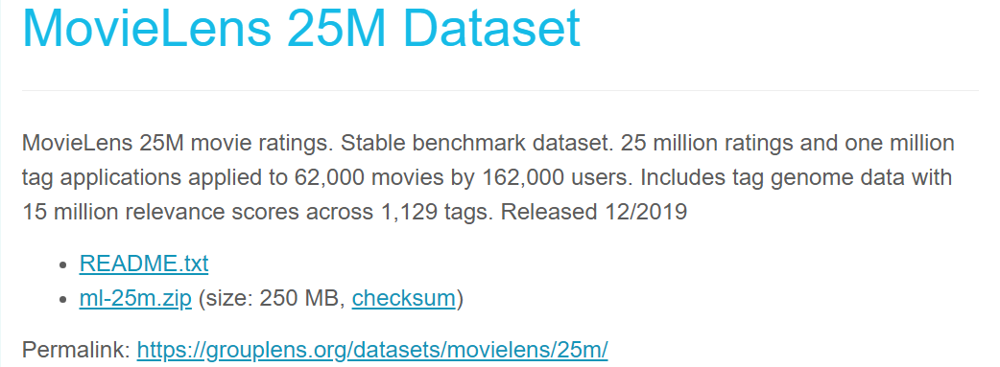 MovieLens 25M Dataset
MovieLens 25M movie ratings. Stable benchmark dataset. 25 million ratings and one million
tag applications applied to 62,000 movies by 162,000 users. Includes tag genome data with
15 million relevance scores across 1,129 tags. Released 12/2019
• README.txt
• ml-25m.zip (size: 250 MB, checksum)
Permalink: https://grouplens.org/datasets/movielens/25m/